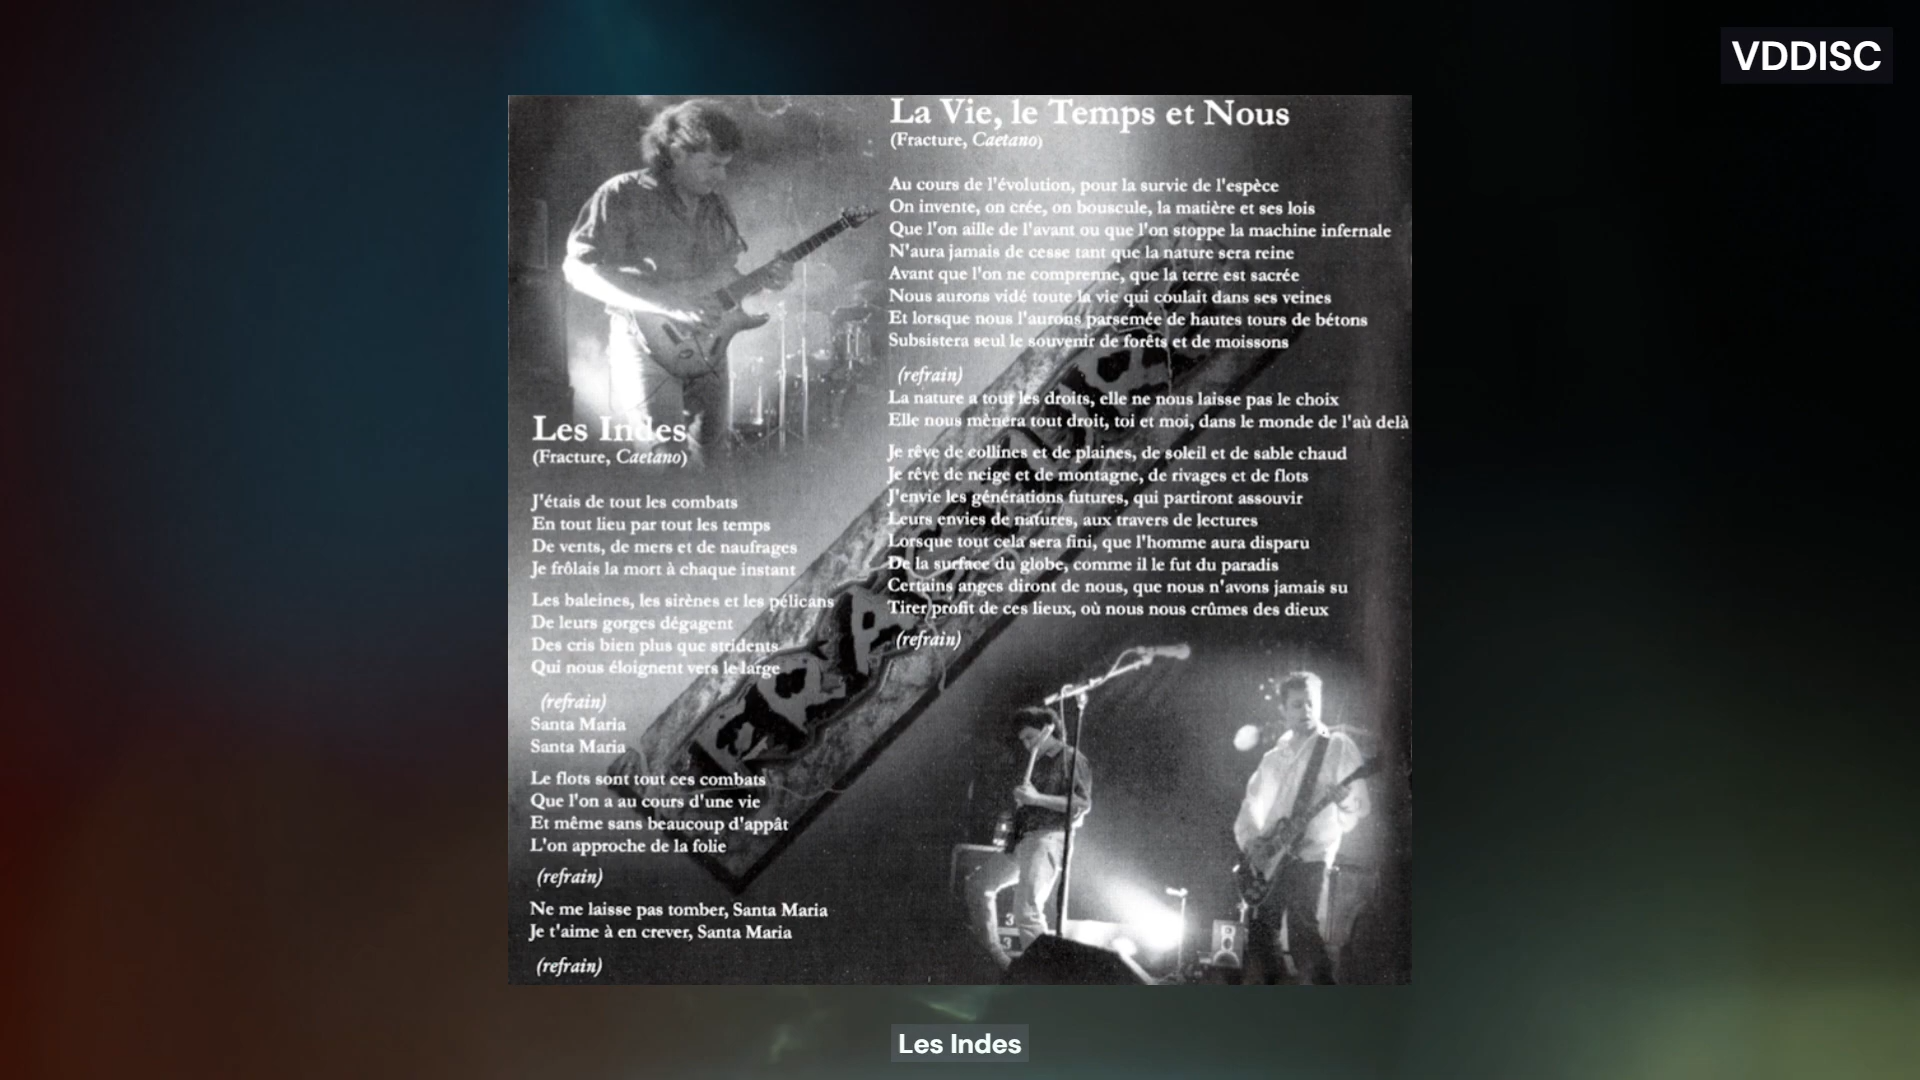 VDDISC
Les Indes
(Fracture, Caetano)
J'étais de tout les combats
En tout lieu par tout les temps
De vents, de mers et de naufrages
Je frôlais la mort à chaque instant
Les baleines, les sirènes et les pélicans
De leurs gorges dégagent
Des cris bien plus que stridents
Qui nous éloignent vers le large
(refrain)
Santa Maria
Santa Maria
Le flots sont tout ces combats
Que l'on a au cours d'une vie
Et même sans beaucoup d'appât
L'on approche de la folie
(refrain)
Ne me laisse pas tomber, Santa Maria
Je t'aime à en crever, Santa Maria
(refrain)
La Vie, le Temps et Nous
(Fracture, Caetano)
Au cours de l'évolution, pour la survie de l'espèce
On invente, on crée, on bouscule, la matière et ses lois
Que l'on aille de l'avant ou que l'on stoppe la machine infernale
N'aura jamais de cesse tant que la nature sera reine
Avant que l'on ne comprenne, que la terre est sacrée
Nous aurons vidé toute la vie qui coulait dans ses veines
Et lorsque nous l'aurons parsemée de hautes tours de bétons
Subsistera seul le souvenir de forêts et de moissons
(refrain)
La nature a tout les droits, elle ne nous laisse pas le choix
Elle nous mènera tout droit, toi et moi, dans le monde de l'aù delà
Je rêve de collines et de plaines, de soleil et de sable chaud
Je rêve de neige et de montagne, de rivages et de flots
J'envie les générations futures, qui partiront assouvir
Leurs envies de natures, aux travers de lectures
Lorsque tout cela sera fini, que l'homme aura disparu
De la surface du globe, comme il le fut du paradis
Certains anges diront de nous, que nous n'avons jamais su
Tirer profit de ces lieux, où nous nous crûmes des dieux
(refrain)
3
3
Les Indes